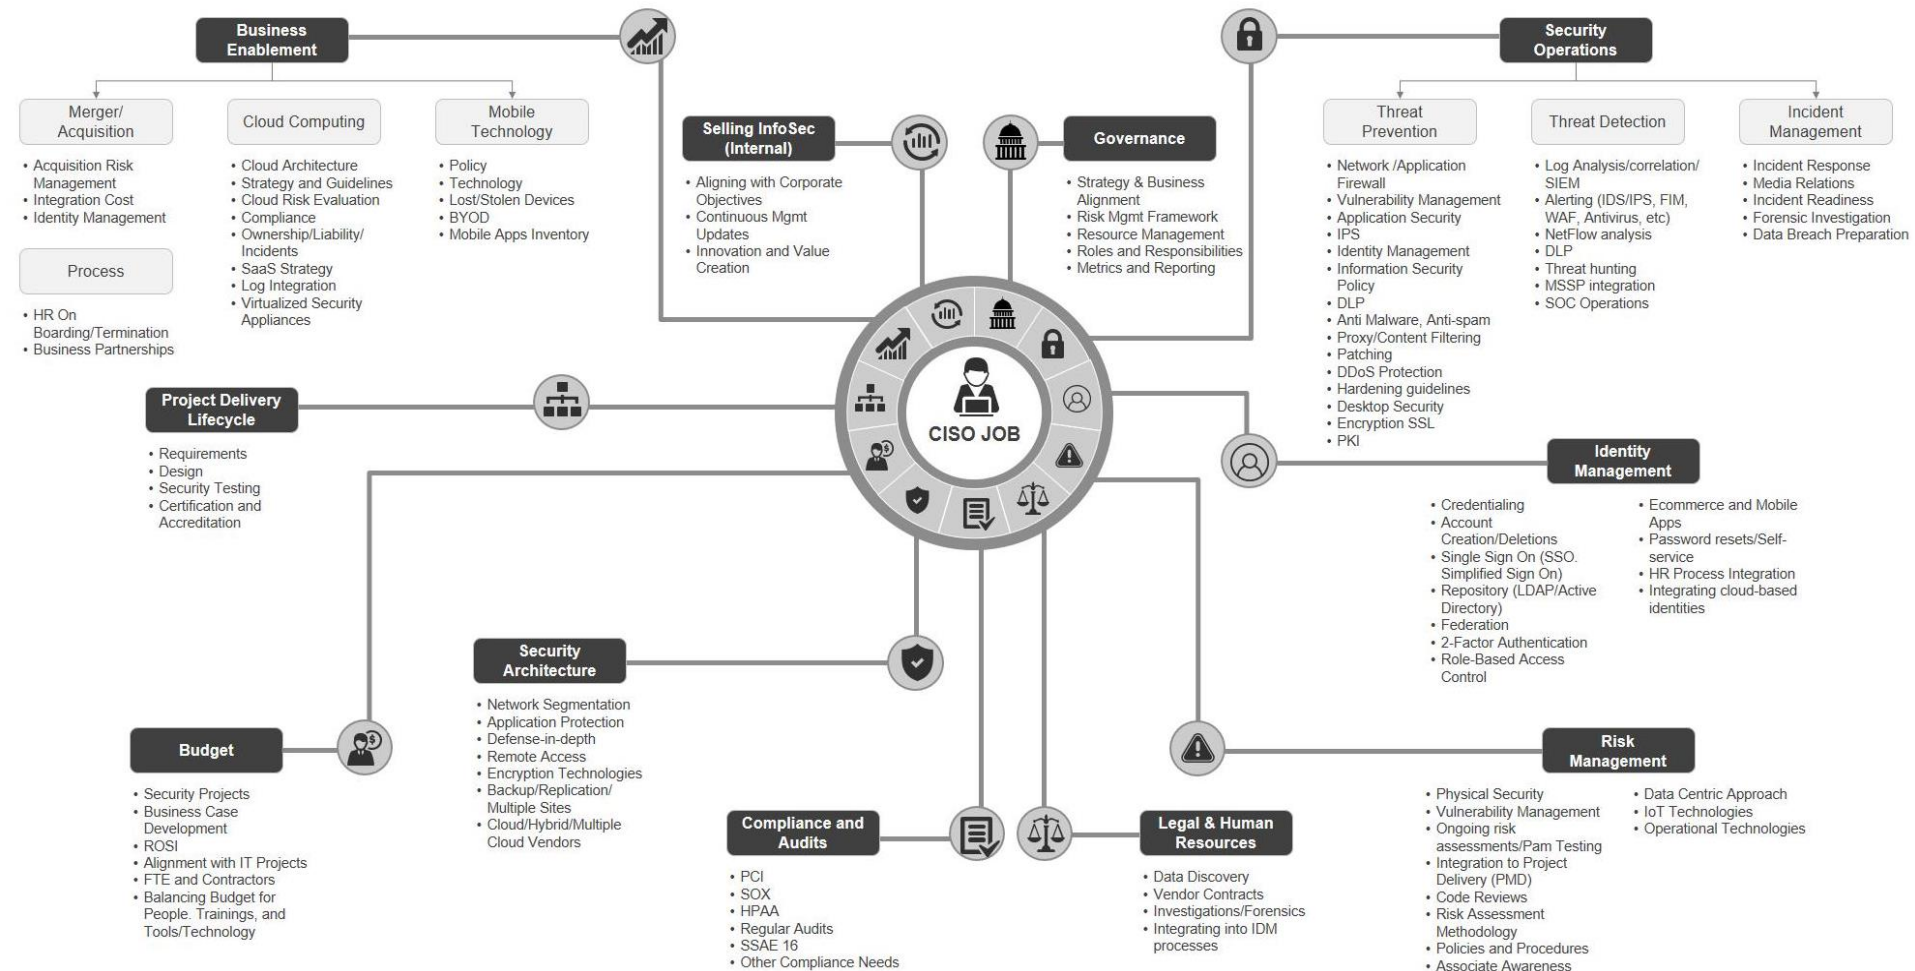 Business
Enablement
Merger/
Acquisition
• Acquisition Risk
Management
• Integration Cost
• Identity Management
Process
• HR On
Boarding/Termination
• Business Partnerships
Cloud Computing
• Cloud Architecture
• Strategy and Guidelines
• Cloud Risk Evaluation
• Compliance
• Ownership/Liability/
Incidents
• SaaS Strategy
• Log Integration
• Virtualized Security
Appliances
Mobile
Technology
• Policy
• Technology
• Lost/Stolen Devices
• BYOD
• Mobile Apps Inventory
Selling InfoSec
(Internal)
• Aligning with Corporate
Objectives
• Continuous Mgmt
Updates
• Innovation and Value
Creation
Governance
• Strategy & Business
Alignment
• Risk Mgmt Framework
• Resource Management
• Roles and Responsibilities
• Metrics and Reporting
Security
Operations
Threat
Prevention
• Network /Application
Firewall
• Vulnerability Management
• Application Security
• IPS
• Identity Management
• Information Security
Policy
• DLP
• Anti Malware, Anti-spam
• Proxy/Content Filtering
• Patching
• DDoS Protection
• Hardening guidelines
• Desktop Security
• Encryption SSL
• PKI
Threat Detection
• Log Analysis/correlation/
SIEM
• Alerting (IDS/IPS, FIM,
WAF, Antivirus, etc)
• NetFlow analysis
• DLP
• Threat hunting
• MSSP integration
• SOC Operations
Incident
Management
• Incident Response
• Media Relations
• Incident Readiness
• Forensic Investigation
• Data Breach Preparation
CISO JOB
Project Delivery
Lifecycle
• Requirements
• Design
• Security Testing
• Certification and
Accreditation
Identity
Management
• Credentialing
• Account
Creation/Deletions
• Single Sign On (SSO.
Simplified Sign On)
• Repository (LDAP/Active
Directory)
• Federation
• 2-Factor Authentication
• Role-Based Access
Control
• Ecommerce and Mobile
Apps
• Password resets/Self-
service
• HR Process Integration
• Integrating cloud-based
identities
Security
Architecture
• Network Segmentation
• Application Protection
• Defense-in-depth
• Remote Access
• Encryption Technologies
• Backup/Replication/
Multiple Sites
• Cloud/Hybrid/Multiple
Cloud Vendors
Budget
• Security Projects
• Business Case
Development
• ROSI
• Alignment with IT Projects
• FTE and Contractors
• Balancing Budget for
People. Trainings, and
Tools/Technology
Compliance and
Audits
• PCI
• SOX
• HPAA
• Regular Audits
• SSAE 16
• Other Compliance Needs
Legal & Human
Resources
• Data Discovery
• Vendor Contracts
• Investigations/Forensics
• Integrating into IDM
processes
Risk
Management
• Physical Security
• Vulnerability Management
• Ongoing risk
assessments/Pam Testing
• Integration to Project
Delivery (PMD)
• Code Reviews
• Risk Assessment
Methodology
• Policies and Procedures
• Associate Awareness
• Data Centric Approach
• IoT Technologies
• Operational Technologies